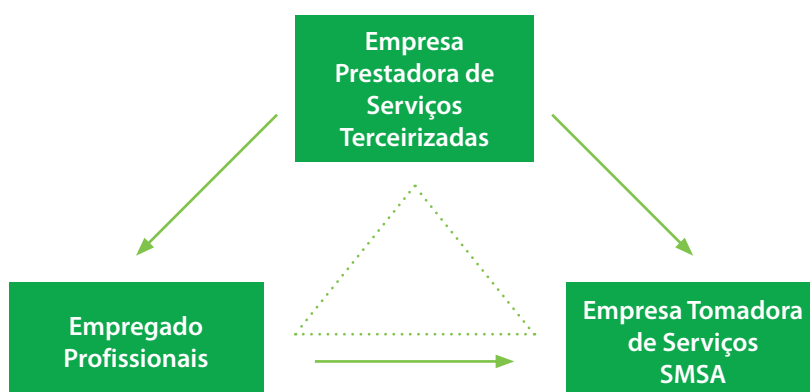 Empresa
Prestadora de
Serviços
Terceirizadas
Empregado
Profissionais
Empresa Tomadora
de Serviços
SMSA